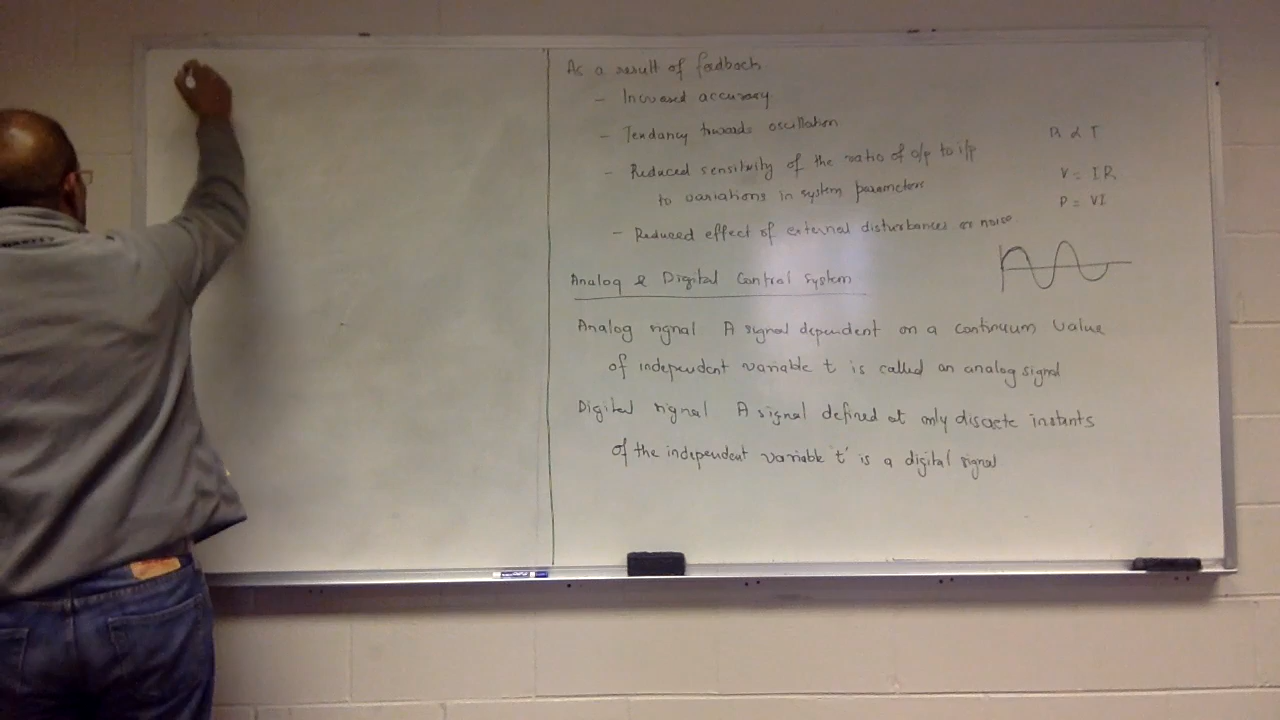 As a result of feedback
- Increased accuracy
- Tendancy towards oscillation
- Reduced sensitivity of the ratio of o/p to i/p
to variations in system parameters
- Reduced effect of external disturbances or noise.
R α T
V = IR
P = VI
Analog & Digital Control System
Analog signal A signal dependent on a continuum value
of independent variable t is called an analog signal
Digital signal A signal defined at only discrete instants
of the independent variable 't' is a digital signal